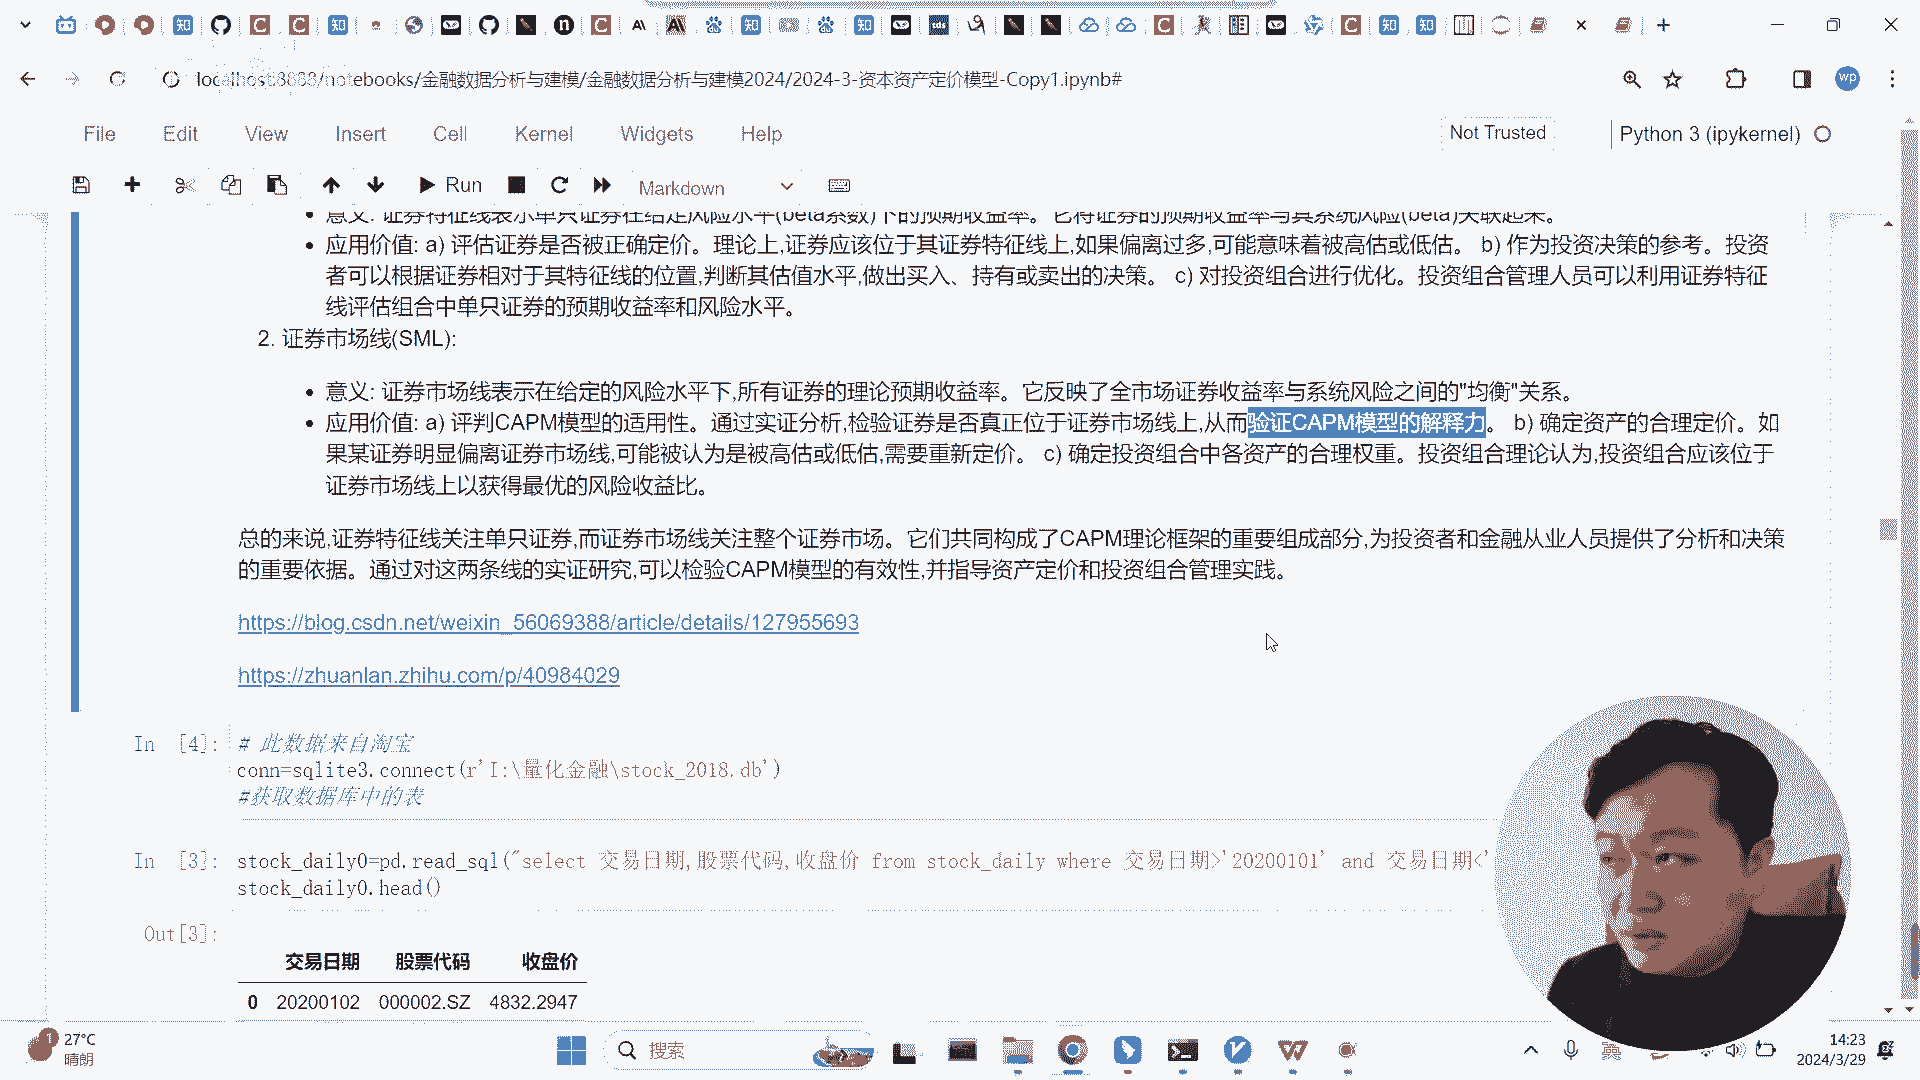 localhost:8888/notebooks/金融数据分析与建模/金融数据分析与建模2024/2024-3-资本资产定价模型-Copy1.ipynb#
wp
File Edit View Insert Cell Kernel Widgets Help
Not Trusted
Python 3 (ipykernel)
Run
Markdown
意义: 证券特征线表示单只证券在给定风险水平(beta系数)下的预期收益率。它将证券的预期收益率与其系统风险(beta)关联起来。
应用价值: a) 评估证券是否被正确定价。理论上,证券应该位于其证券特征线上,如果偏离过多,可能意味着被高估或低估。 b) 作为投资决策的参考。投资
者可以根据证券相对于其特征线的位置,判断其估值水平,做出买入、持有或卖出的决策。 c) 对投资组合进行优化。投资组合管理人员可以利用证券特征
线评估组合中单只证券的预期收益率和风险水平。
2. 证券市场线(SML):
意义: 证券市场线表示在给定的风险水平下,所有证券的理论预期收益率。它反映了全市场证券收益率与系统风险之间的"均衡"关系。
应用价值: a) 评判CAPM模型的适用性。通过实证分析,检验证券是否真正位于证券市场线上,从而验证CAPM模型的解释力。 b) 确定资产的合理定价。如
果某证券明显偏离证券市场线,可能被认为是被高估或低估,需要重新定价。 c) 确定投资组合中各资产的合理权重。投资组合理论认为,投资组合应该位于
证券市场线上以获得最优的风险收益比。
总的来说,证券特征线关注单只证券,而证券市场线关注整个证券市场。它们共同构成了CAPM理论框架的重要组成部分,为投资者和金融从业人员提供了分析和决策
的重要依据。通过对这两条线的实证研究,可以检验CAPM模型的有效性,并指导资产定价和投资组合管理实践。
https://blog.csdn.net/weixin_56069388/article/details/127955693
https://zhuanlan.zhihu.com/p/40984029
In [4]: # 此数据来自淘宝
conn=sqlite3.connect(r'I:\量化金融\stock_2018.db')
#获取数据库中的表
In [3]: stock_daily0=pd.read_sql("select 交易日期,股票代码,收盘价 from stock_daily where 交易日期>'20200101' and 交易日期<'
stock_daily0.head()
Out[3]:
交易日期 股票代码 收盘价
0 20200102 000002.SZ 4832.2947
27°C
晴朗
搜索
14:23
2024/3/29